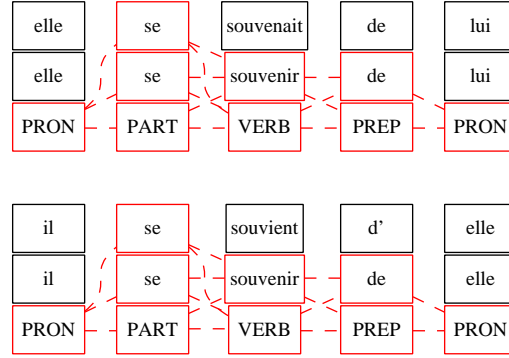 elle se souvenait de lui
elle se souvenir de lui
PRON PART VERB PREP PRON
il se souvient d' elle
il se souvenir de elle
PRON PART VERB PREP PRON